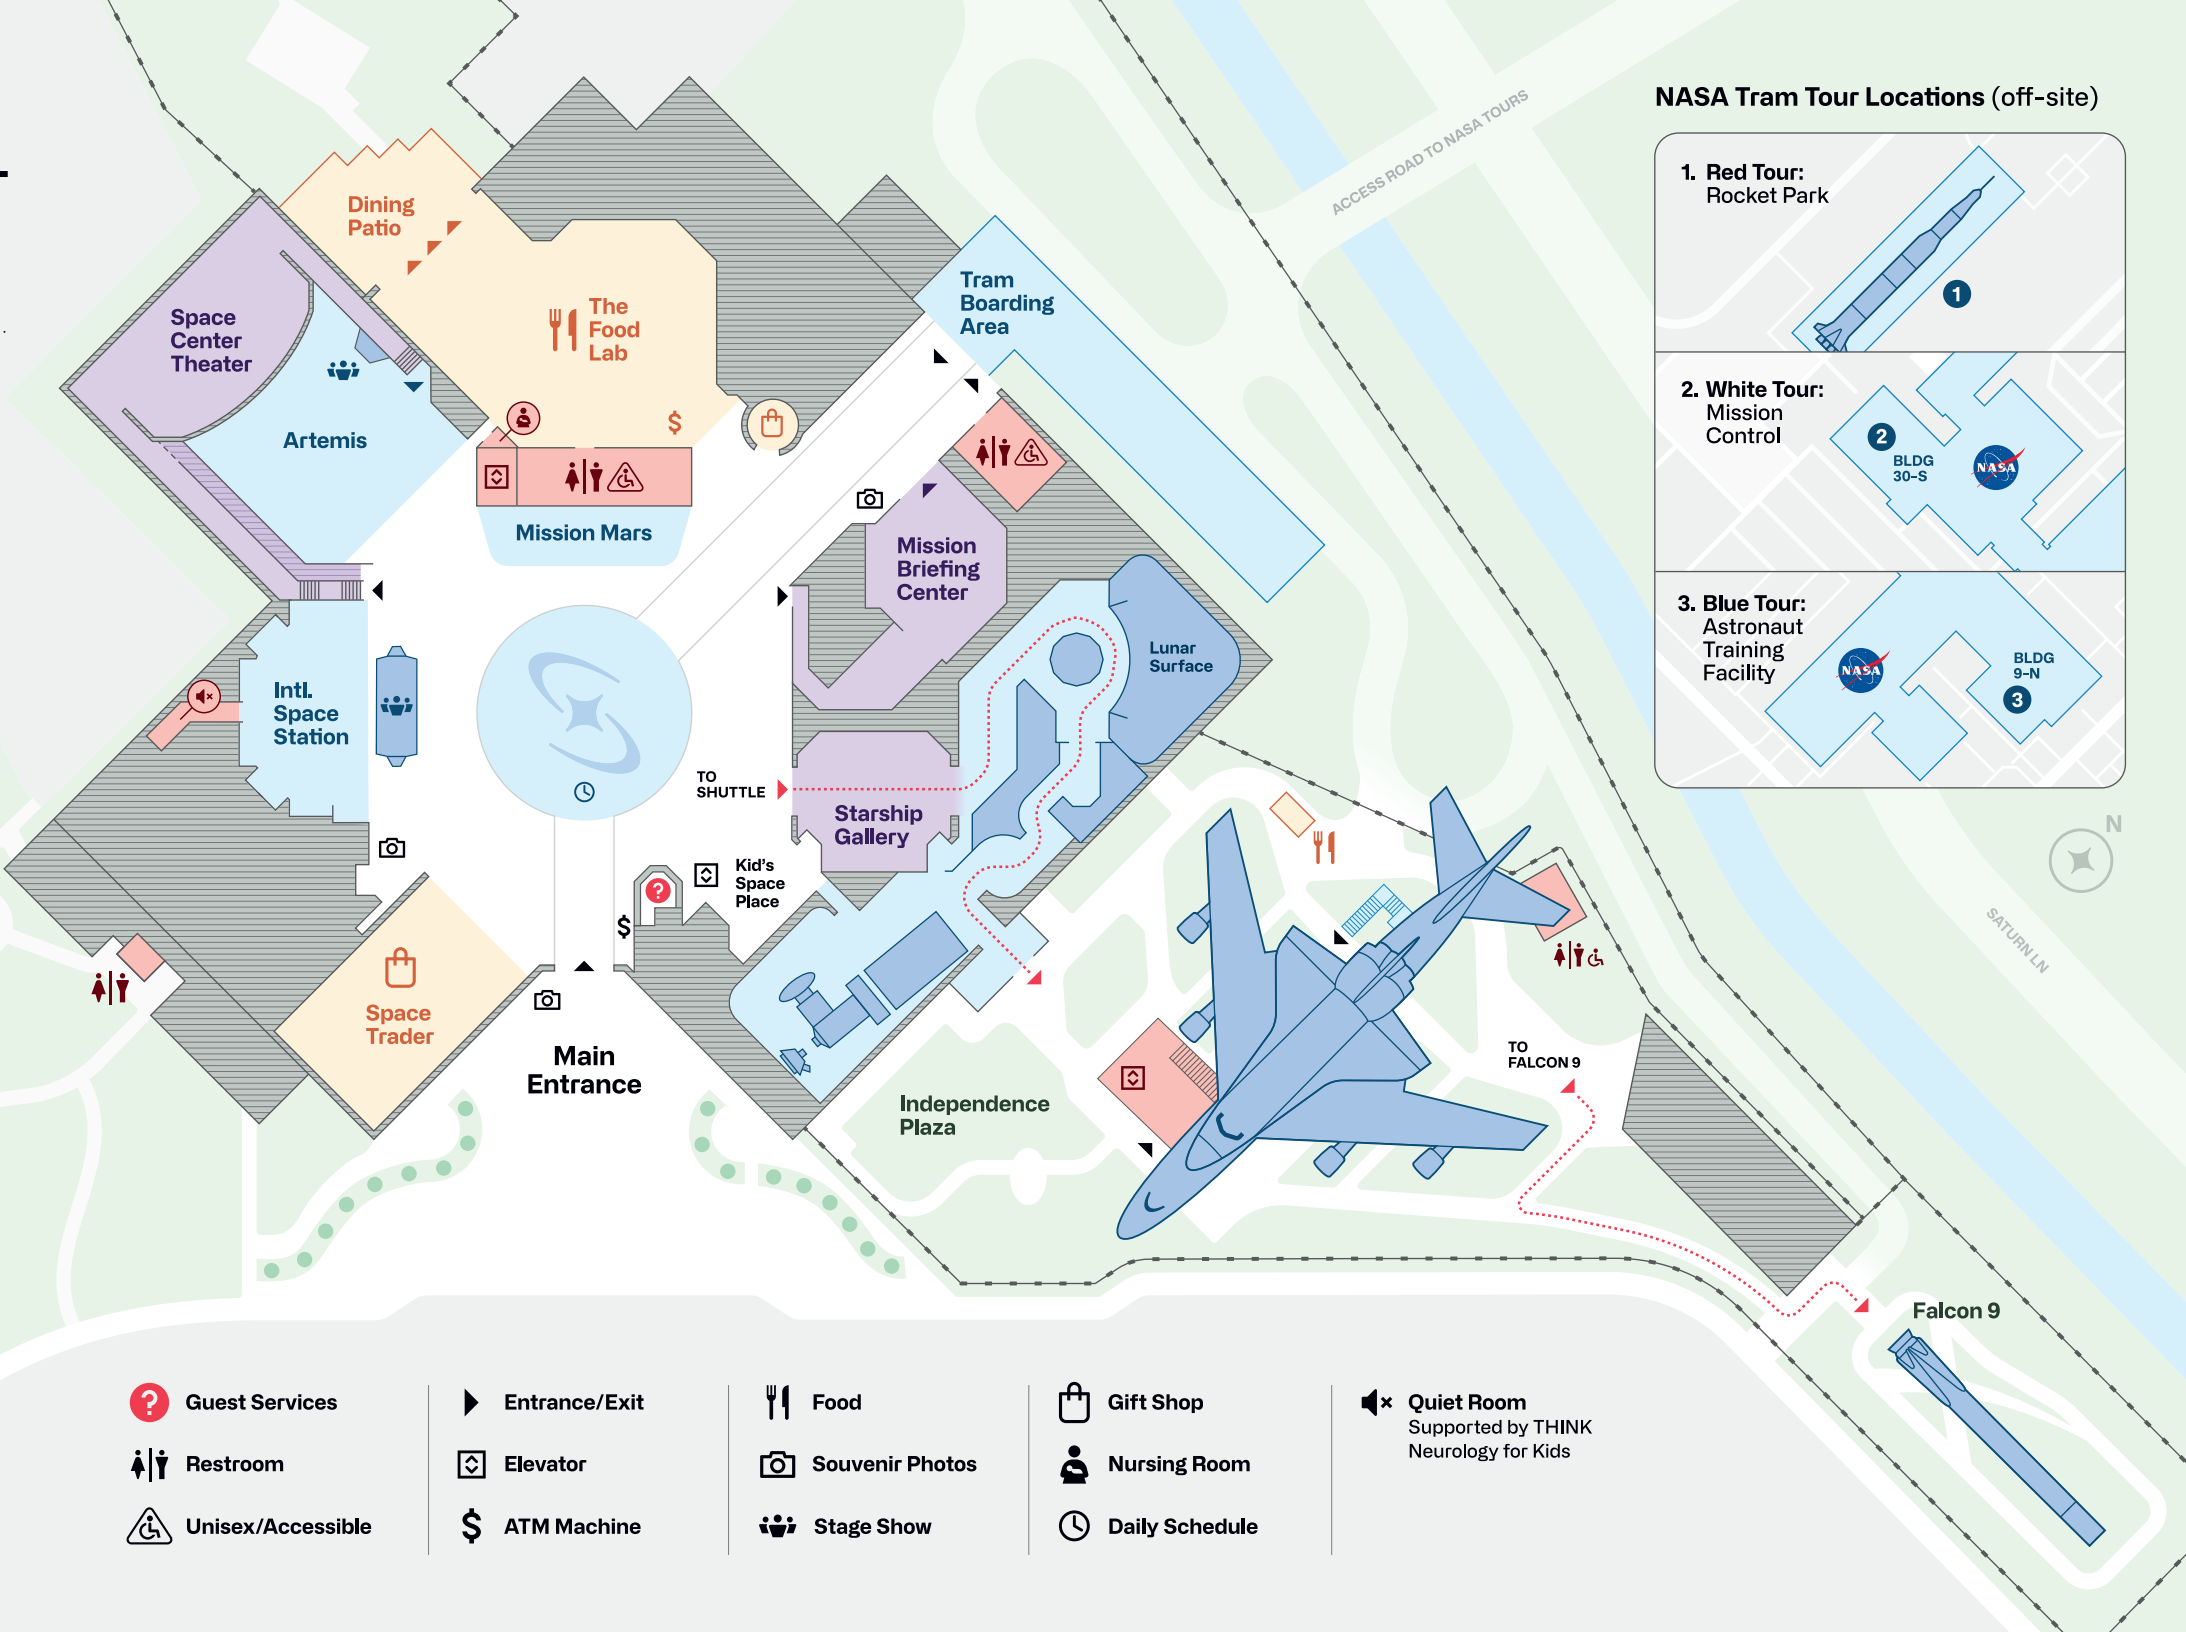 Dining
Patio
The
Food
Lab
Space
Center
Theater
Artemis
$
Mission Mars
Tram
Boarding
Area
ACCESS ROAD TO NASA TOURS
Mission
Briefing
Center
Lunar
Surface
Intl.
Space
Station
TO
SHUTTLE
Starship
Gallery
?
Kid's
Space
Place
$
Space
Trader
Main
Entrance
Independence
Plaza
TO
FALCON 9
Falcon 9
SATURN LN
N
NASA Tram Tour Locations (off-site)
1. Red Tour:
Rocket Park
1
2. White Tour:
Mission
Control
2
BLDG
30-S
NASA
3. Blue Tour:
Astronaut
Training
Facility
NASA
BLDG
9-N
3
? Guest Services
Restroom
Unisex/Accessible
Entrance/Exit
Elevator
$ ATM Machine
Food
Souvenir Photos
Stage Show
Gift Shop
Nursing Room
Daily Schedule
Quiet Room
Supported by THINK
Neurology for Kids